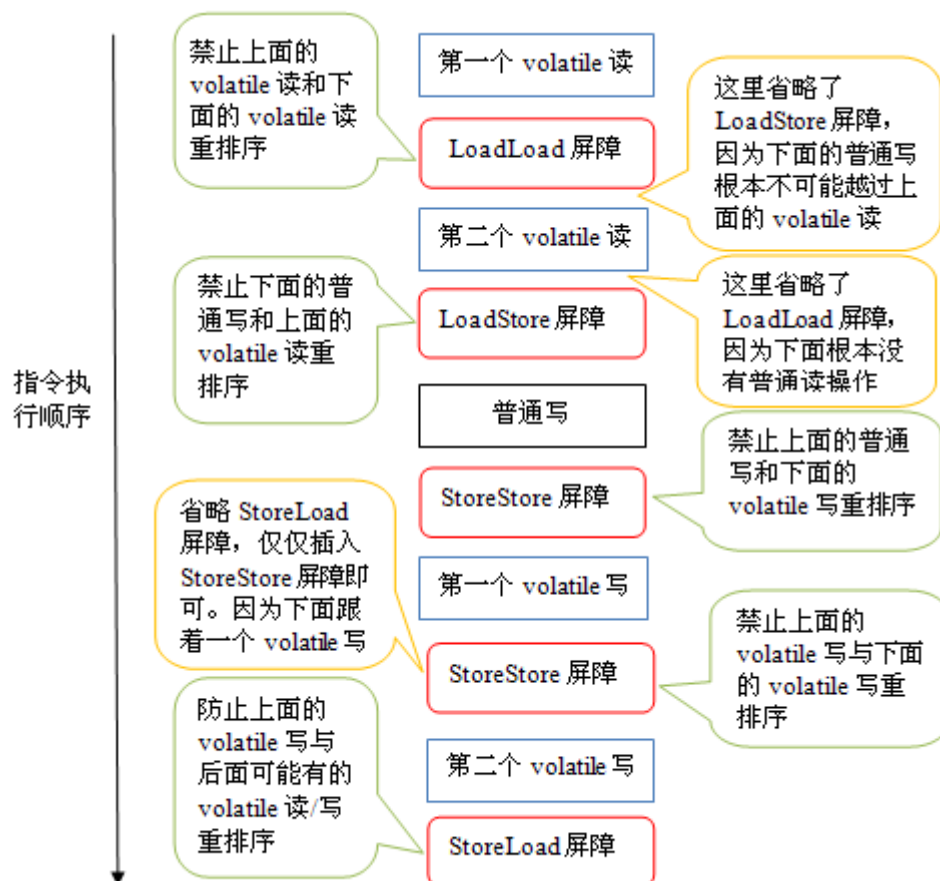 禁止上面的
volatile 读和下
面的 volatile 读
重排序
第一个 volatile 读
LoadLoad 屏障
这里省略了
LoadStore 屏障，
因为下面的普通写
根本不可能越过上
面的 volatile 读
第二个 volatile 读
禁止下面的普
通写和上面的
volatile 读重
排序
LoadStore 屏障
这里省略了
LoadLoad 屏障，
因为下面根本没
有普通读操作
指令执
行顺序
普通写
禁止上面的普通
写和下面的
volatile 写重排序
StoreStore 屏障
省略 StoreLoad
屏障，仅仅插入
StoreStore 屏障即
可。因为下面跟
着一个 volatile 写
第一个 volatile 写
StoreStore 屏障
禁止上面的
volatile 写与下面
的 volatile 写重
排序
防止上面的
volatile 写与
后面可能有的
volatile 读/写
重排序
第二个 volatile 写
StoreLoad 屏障